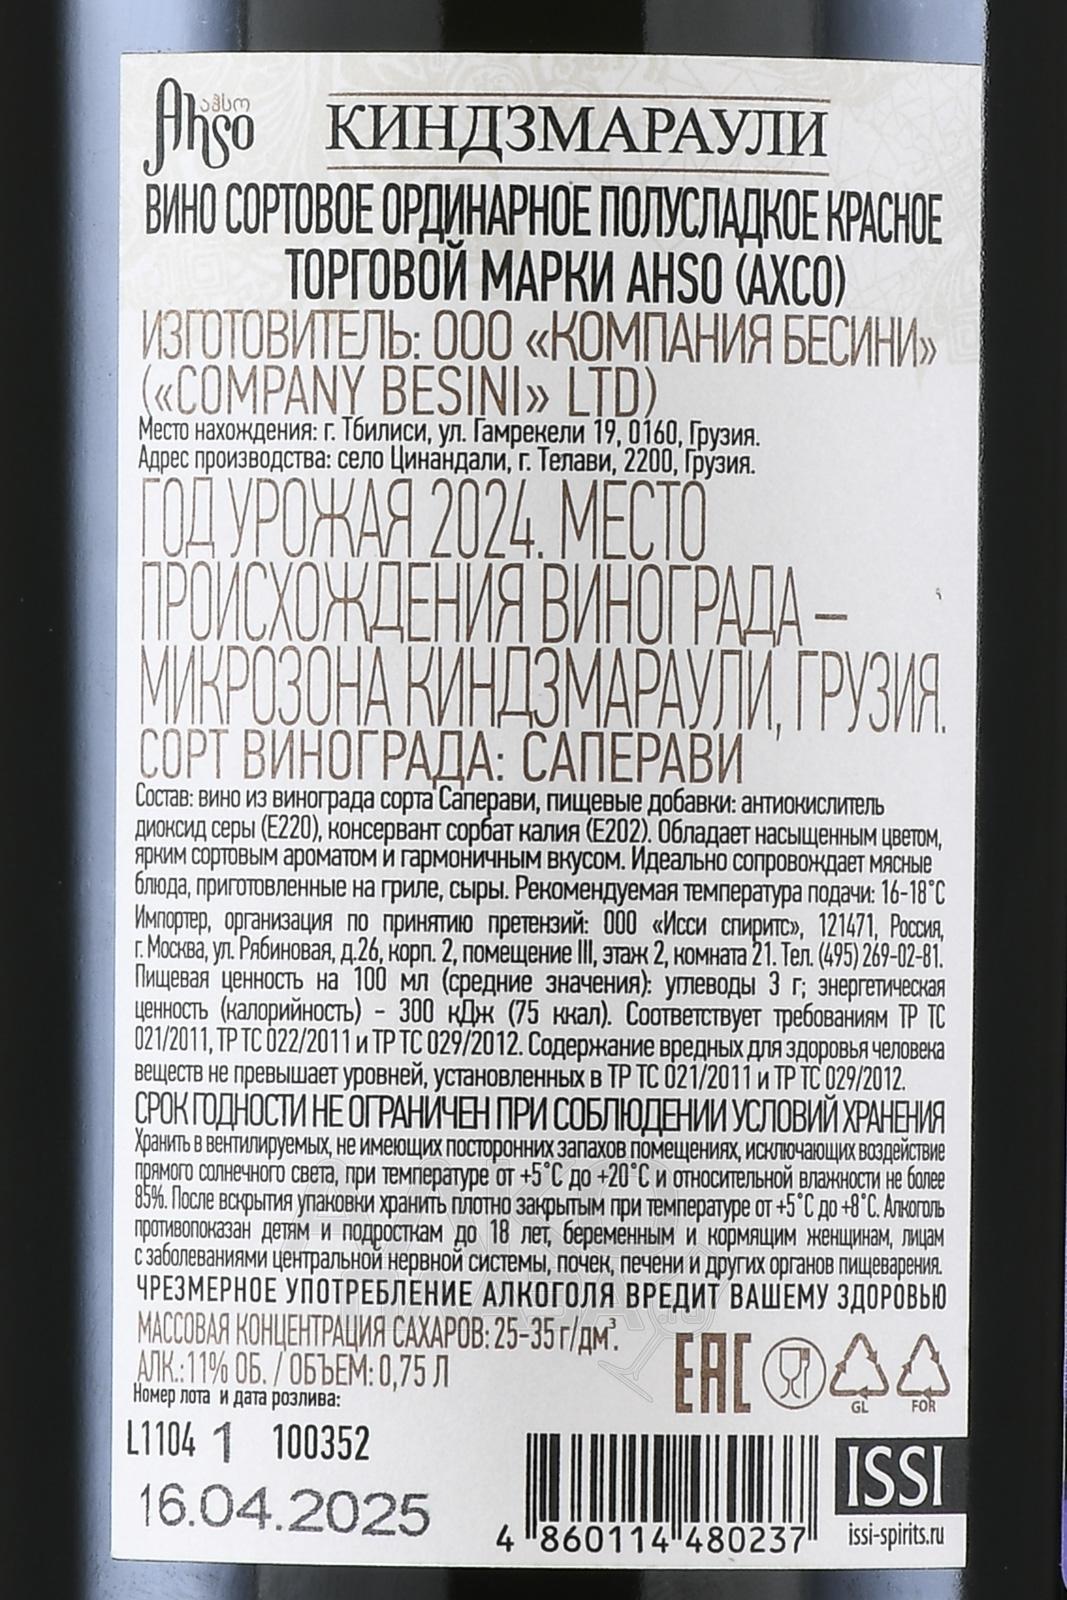 აჰსო
Ahso
КИНДЗМАРАУЛИ
ВИНО СОРТОВОЕ ОРДИНАРНОЕ ПОЛУСЛАДКОЕ КРАСНОЕ
ТОРГОВОЙ МАРКИ AHSO (АХСО)
ИЗГОТОВИТЕЛЬ: ООО «КОМПАНИЯ БЕСИНИ»
(«COMPANY BESINI» LTD)
Место нахождения: г. Тбилиси, ул. Гамрекели 19, 0160, Грузия.
Адрес производства: село Цинандали, г. Телави, 2200, Грузия.
ГОД УРОЖАЯ 2024. МЕСТО
ПРОИСХОЖДЕНИЯ ВИНОГРАДА –
МИКРОЗОНА КИНДЗМАРАУЛИ, ГРУЗИЯ.
СОРТ ВИНОГРАДА: САПЕРАВИ
Состав: вино из винограда сорта Саперави, пищевые добавки: антиокислитель
диоксид серы (E220), консервант сорбат калия (E202). Обладает насыщенным цветом,
ярким сортовым ароматом и гармоничным вкусом. Идеально сопровождает мясные
блюда, приготовленные на гриле, сыры. Рекомендуемая температура подачи: 16-18°C
Импортер, организация по принятию претензий: ООО «Исси спиритс», 121471, Россия,
г. Москва, ул. Рябиновая, д.26, корп. 2, помещение III, этаж 2, комната 21. Тел. (495) 269-02-81.
Пищевая ценность на 100 мл (средние значения): углеводы 3 г; энергетическая
ценность (калорийность) – 300 кДж (75 ккал). Соответствует требованиям ТР ТС
021/2011, ТР ТС 022/2011 и ТР ТС 029/2012. Содержание вредных для здоровья человека
веществ не превышает уровней, установленных в ТР ТС 021/2011 и ТР ТС 029/2012.
СРОК ГОДНОСТИ НЕ ОГРАНИЧЕН ПРИ СОБЛЮДЕНИИ УСЛОВИЙ ХРАНЕНИЯ
Хранить в вентилируемых, не имеющих посторонних запахов помещениях, исключающих воздействие
прямого солнечного света, при температуре от +5°C до +20°C и относительной влажности не более
85%. После вскрытия упаковки хранить плотно закрытым при температуре от +5°C до +8°C. Алкоголь
противопоказан детям и подросткам до 18 лет, беременным и кормящим женщинам, лицам
с заболеваниями центральной нервной системы, почек, печени и других органов пищеварения.
ЧРЕЗМЕРНОЕ УПОТРЕБЛЕНИЕ АЛКОГОЛЯ ВРЕДИТ ВАШЕМУ ЗДОРОВЬЮ
МАССОВАЯ КОНЦЕНТРАЦИЯ САХАРОВ: 25-35 г/дм³.
АЛК.:11% ОБ. / ОБЪЕМ: 0,75 Л
Номер лота и дата розлива:
EAC
GL
FOR
L1104 1 100352
16.04.2025
4 860114 480237
ISSI
issi-spirits.ru